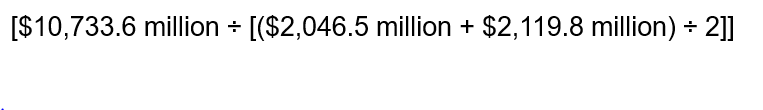 [$10,733.6 million ÷ [($2,046.5 million + $2,119.8 million) ÷ 2]]